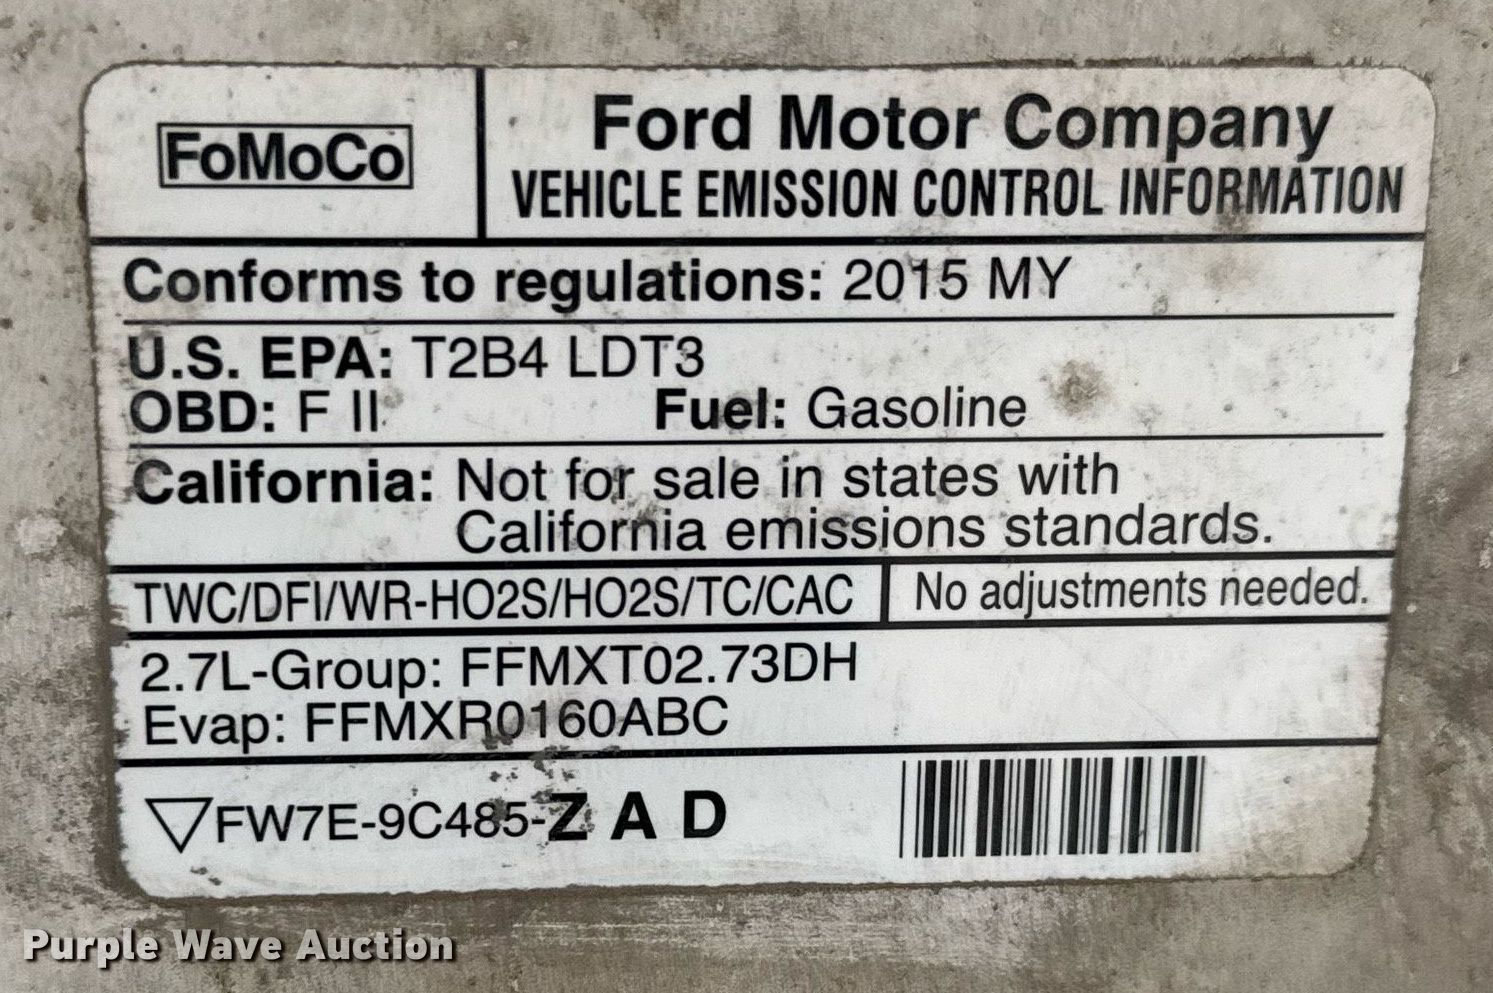 FoMoCo
Ford Motor Company
VEHICLE EMISSION CONTROL INFORMATION
Conforms to regulations: 2015 MY
U.S. EPA: T2B4 LDT3
OBD: F II Fuel: Gasoline
California: Not for sale in states with
California emissions standards.
TWC/DFI/WR-HO2S/HO2S/TC/CAC
No adjustments needed.
2.7L-Group: FFMXT02.73DH
Evap: FFMXR0160ABC
FW7E-9C485-Z A D
Purple Wave Auction